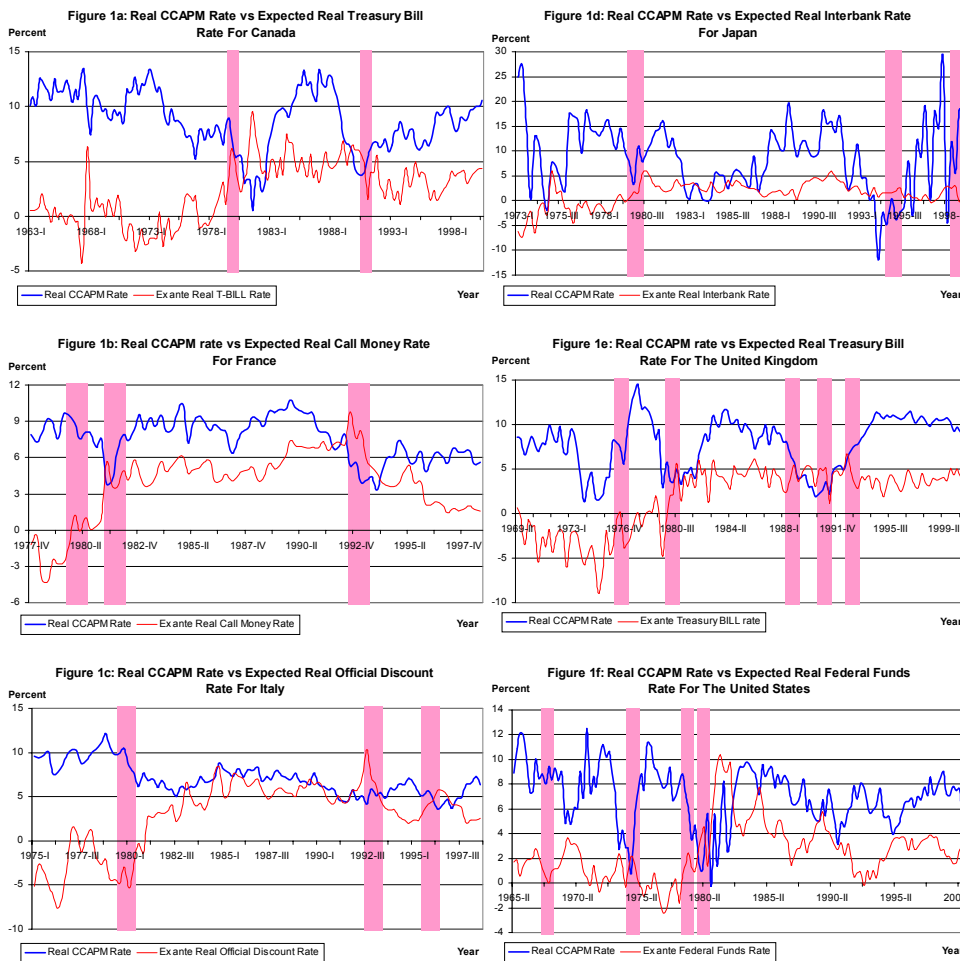 Figure 1a: Real CCAPM Rate vs Expected Real Treasury Bill
Rate For Canada
Percent
15
10
5
0
-5
1963-I 1968-I 1973-I 1978-I 1983-I 1988-I 1993-I 1998-I
Real CCAPM Rate Ex ante Real T-BILL Rate
Year
Figure 1d: Real CCAPM Rate vs Expected Real Interbank Rate
For Japan
Percent
30
25
20
15
10
5
0
-5
-10
-15
1973-I 1975-III 1978-I 1980-III 1983-I 1985-III 1988-I 1990-III 1993-I 1995-III 1998-I
Real CCAPM Rate Ex ante Real Interbank Rate
Year
Figure 1b: Real CCAPM rate vs Expected Real Call Money Rate
For France
Percent
12
9
6
3
0
-3
-6
1977-IV 1980-II 1982-IV 1985-II 1987-IV 1990-II 1992-IV 1995-II 1997-IV
Real CCAPM Rate Exante Real Call Money Rate
Year
Figure 1e: Real CCAPM rate vs Expected Real Treasury Bill
Rate For The United Kingdom
Percent
15
10
5
0
-5
-10
1969-II 1973-I 1976-IV 1980-III 1984-II 1988-I 1991-IV 1995-III 1999-II
Real CCAPM Rate Ex ante Treasury BILL rate
Year
Figure 1c: Real CCAPM Rate vs Expected Real Official Discount
Rate For Italy
Percent
15
10
5
0
-5
-10
1975-I 1977-III 1980-I 1982-III 1985-I 1987-III 1990-I 1992-III 1995-I 1997-III
Real CCAPM Rate Ex ante Real Official Discount Rate
Year
Figure 1f: Real CCAPM Rate vs Expected Real Federal Funds
Rate For The United States
Percent
14
12
10
8
6
4
2
0
-2
-4
1965-II 1970-II 1975-II 1980-II 1985-II 1990-II 1995-II 200
Real CCAPM Rate Exante Federal Funds Rate
Year